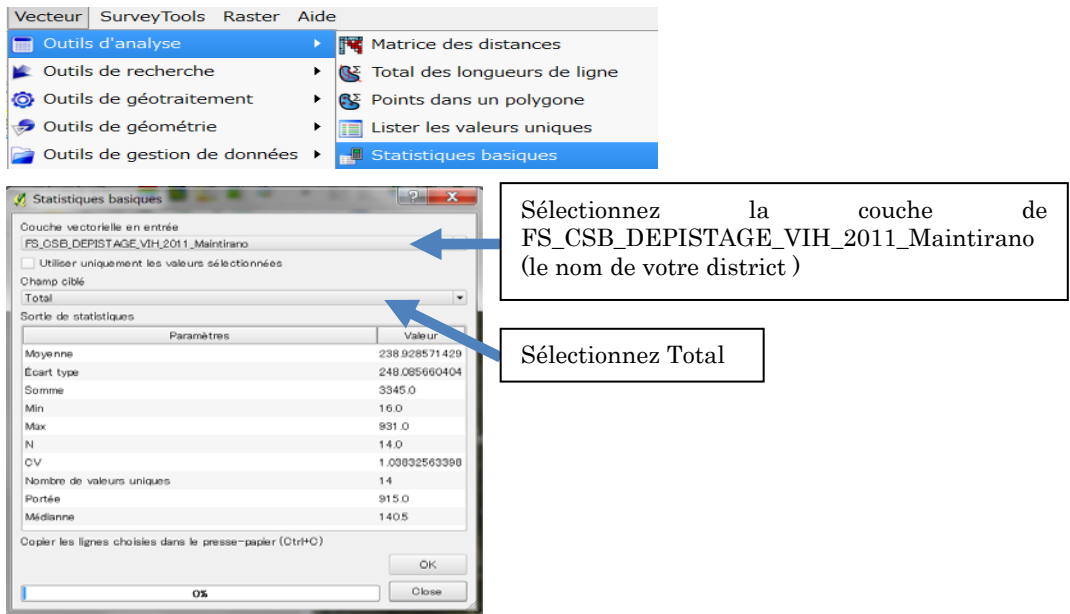 Vecteur SurveyTools Raster Aide
Outils d'analyse
Outils de recherche
Outils de géotraitement
Outils de géométrie
Outils de gestion de données
Matrice des distances
Total des longueurs de ligne
Points dans un polygone
Lister les valeurs uniques
Statistiques basiques
Statistiques basiques
Couche vectorielle en entrée
FS_CSB_DEPISTAGE_VIH_2011_Maintirano
Utiliser uniquement les valeurs sélectionnées
Champ ciblé
Total
Sortie de statistiques
Paramètres Valeur
Moyenne 238.928571429
Écart type 248.085660404
Somme 3345.0
Min 16.0
Max 931.0
N 14.0
CV 1.03832563398
Nombre de valeurs uniques 14
Portée 915.0
Médianne 140.5
Copier les lignes choisies dans le presse-papier (Ctrl+C)
OK
0% Close
Sélectionnez la couche de
FS_CSB_DEPISTAGE_VIH_2011_Maintirano
(le nom de votre district )
Sélectionnez Total